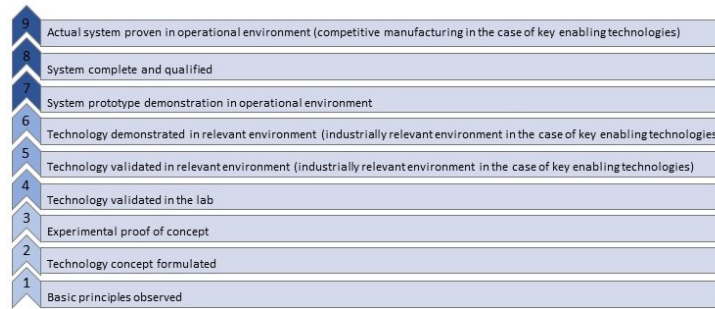 9 Actual system proven in operational environment (competitive manufacturing in the case of key enabling technologies)
8 System complete and qualified
7 System prototype demonstration in operational environment
6 Technology demonstrated in relevant environment (industrially relevant environment in the case of key enabling technologies
5 Technology validated in relevant environment (industrially relevant environment in the case of key enabling technologies)
4 Technology validated in the lab
3 Experimental proof of concept
2 Technology concept formulated
1 Basic principles observed